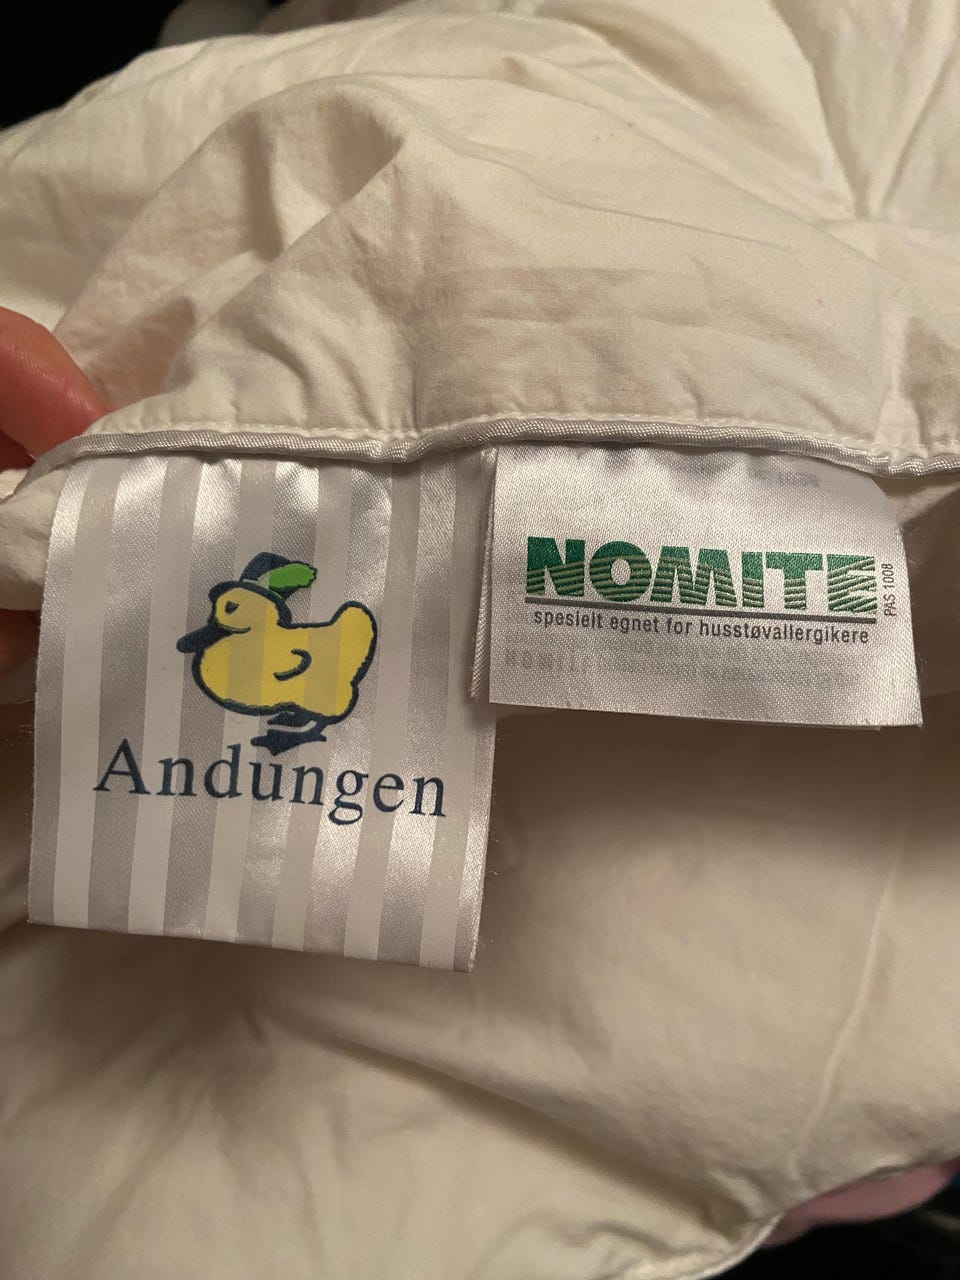 Andungen
NOMITE
PAS 1008
spesielt egnet for husstøvallergikere